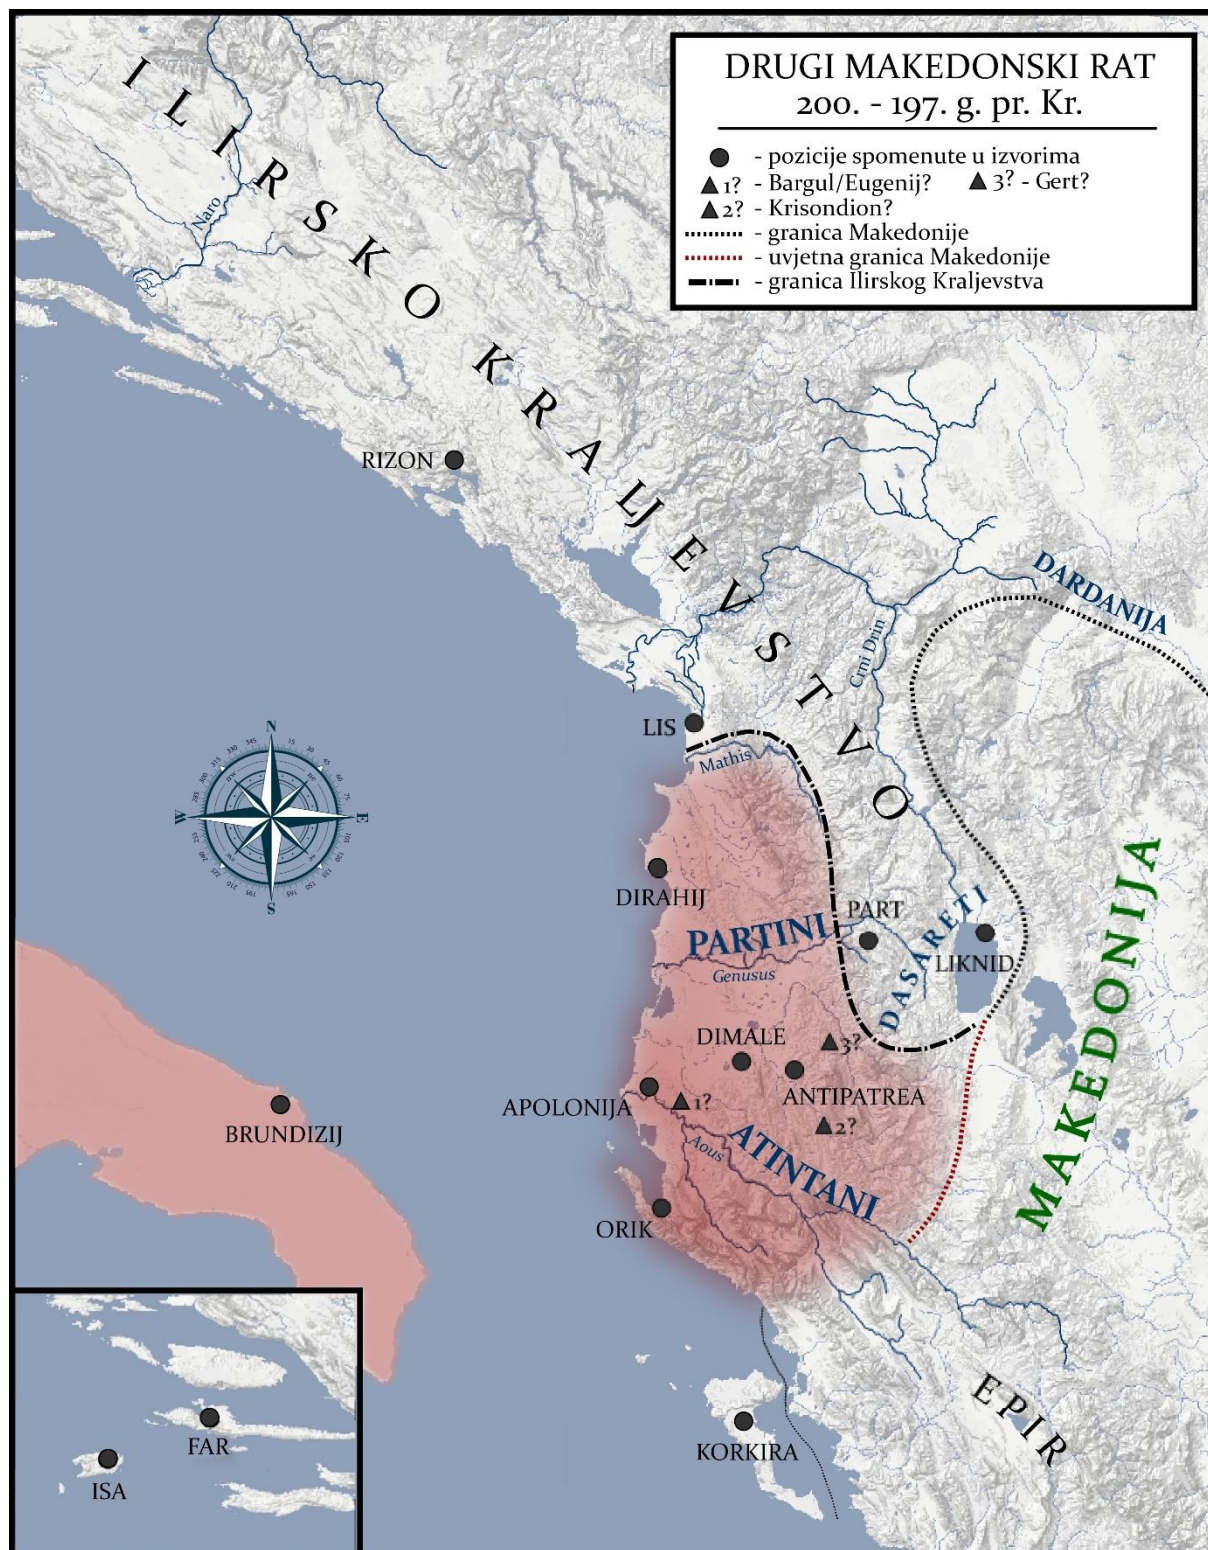 DRUGI MAKEDONSKI RAT
200. - 197. g. pr. Kr.
- pozicije spomenute u izvorima
1? - Bargul/Eugenij? 3? - Gert?
2? - Krisondion?
- granica Makedonije
- uvjetna granica Makedonije
- granica Ilirskog Kraljevstva
ILIRSKO KRALJEVSTVO
Naro
RIZON
DARDANIJA
Crni Drin
LIS
Mathis
N
W
E
S
DIRAHIJ
PART
PARTINI
DASARETI
LIKNID
MAKEDONIJA
Genusus
DIMALE
3?
ANTIPATREA
APOLONIJA
1?
2?
BRUNDIZIJ
ATINTANI
Aous
ORIK
EPIR
KORKIRA
FAR
ISA